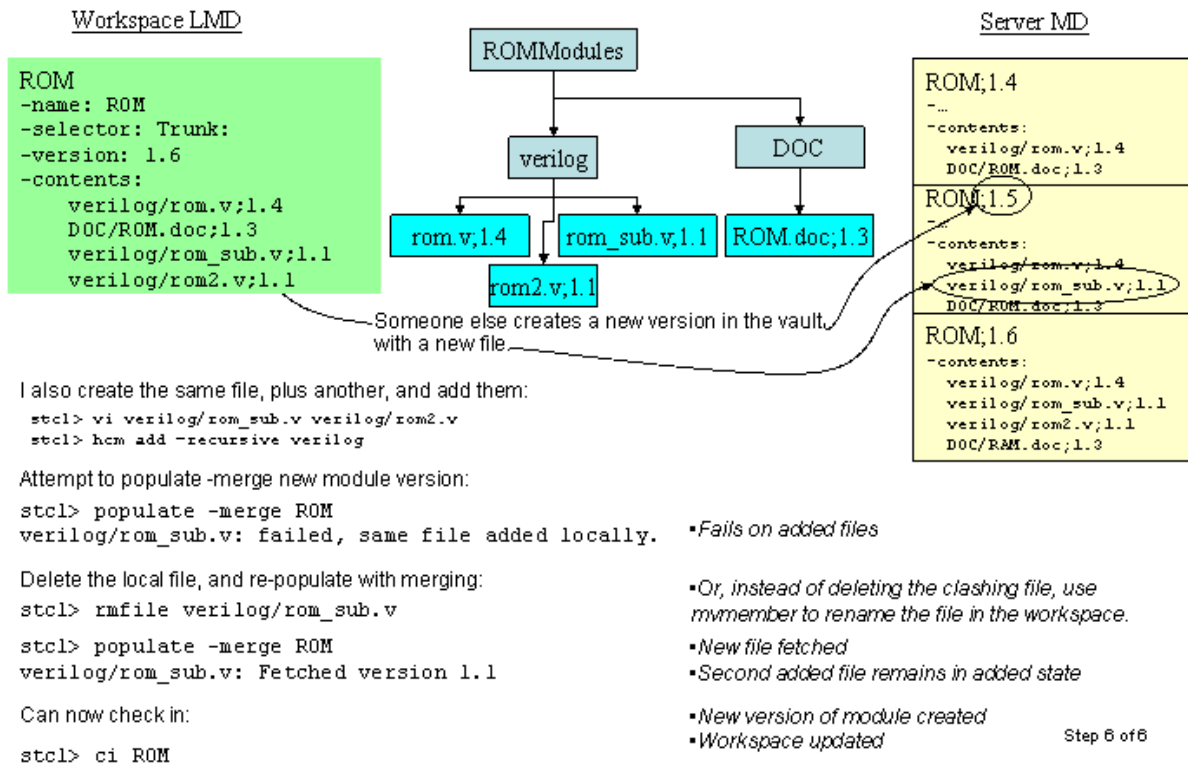 Workspace LMD
Server MD
ROM
-name: ROM
-selector: Trunk:
-version: 1.6
-contents:
verilog/rom.v;1.4
DOC/ROM.doc;1.3
verilog/rom_sub.v;1.1
verilog/rom2.v;1.1
ROMModules
verilog
DOC
rom.v;1.4
rom_sub.v;1.1
ROM.doc;1.3
rom2.v;1.1
ROM;1.4
-…
-contents:
verilog/rom.v;1.4
DOC/ROM.doc;1.3
ROM;1.5
-…
-contents:
verilog/rom.v;1.4
verilog/rom_sub.v;1.1
DOC/ROM.doc;1.3
ROM;1.6
-contents:
verilog/rom.v;1.4
verilog/rom_sub.v;1.1
verilog/rom2.v;1.1
DOC/RAM.doc;1.3
Someone else creates a new version in the vault,
with a new file.
I also create the same file, plus another, and add them:
stcl> vi verilog/rom_sub.v verilog/rom2.v
stcl> hcm add -recursive verilog
Attempt to populate -merge new module version:
stcl> populate -merge ROM
verilog/rom_sub.v: failed, same file added locally.
▪Fails on added files
Delete the local file, and re-populate with merging:
stcl> rmfile verilog/rom_sub.v
▪Or, instead of deleting the clashing file, use
mvmember to rename the file in the workspace.
stcl> populate -merge ROM
verilog/rom_sub.v: Fetched version 1.1
▪New file fetched
▪Second added file remains in added state
Can now check in:
stcl> ci ROM
▪New version of module created
▪Workspace updated
Step 6 of6